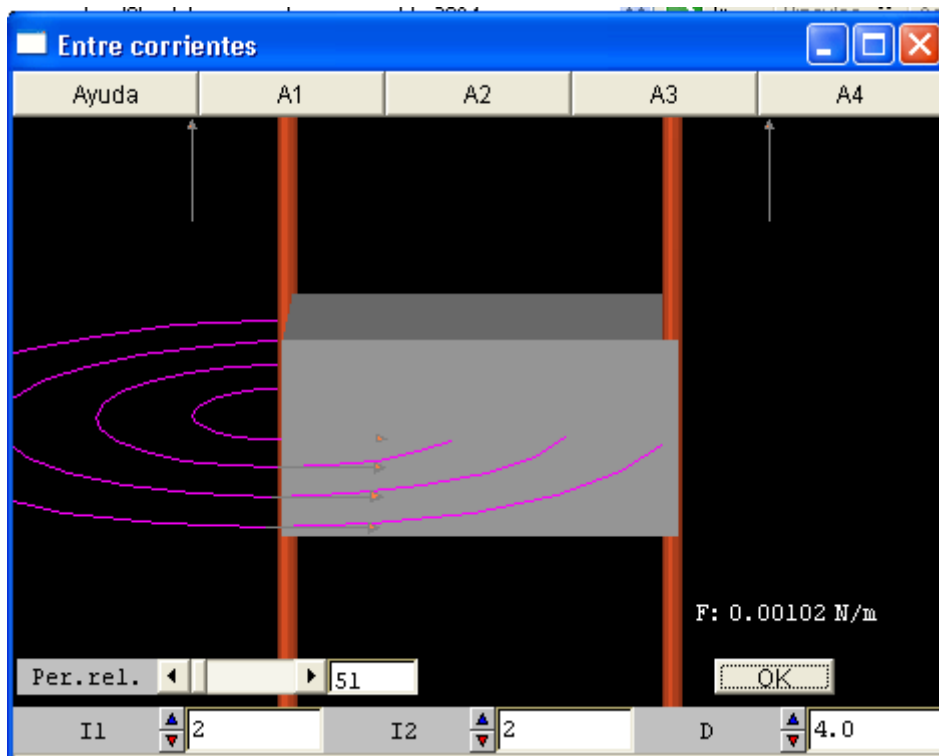 Entre corrientes
Ayuda A1 A2 A3 A4
F: 0.00102 N/m
Per.rel. 51 OK
I1 2 I2 2 D 4.0